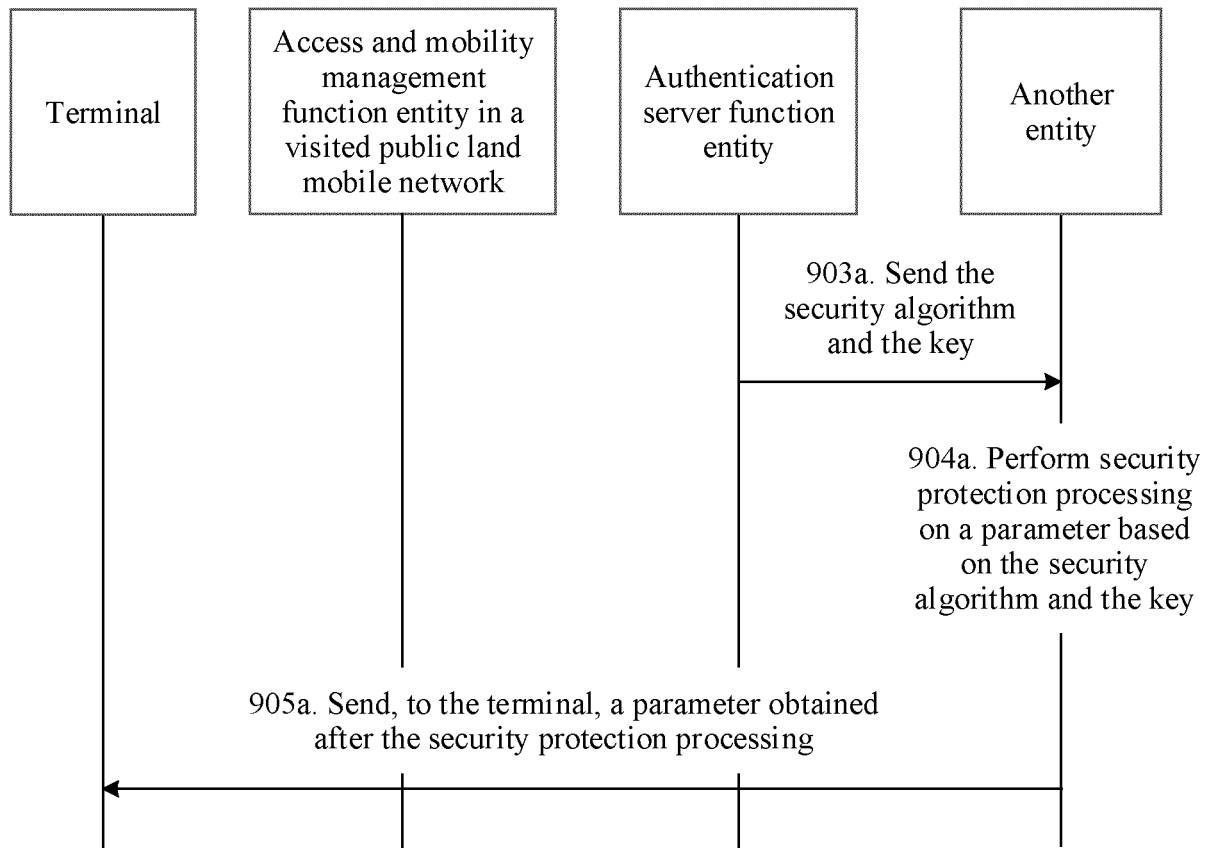 Terminal
Access and mobility
management
function entity in a
visited public land
mobile network
Authentication
server function
entity
Another
entity
903a. Send the
security algorithm
and the key
904a. Perform security
protection processing
on a parameter based
on the security
algorithm and the key
905a. Send, to the terminal, a parameter obtained
after the security protection processing